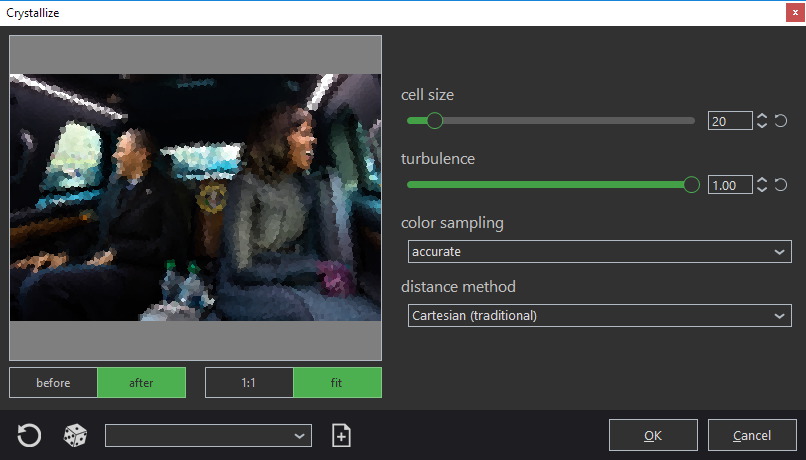 Crystallize
x
cell size
20
turbulence
1.00
color sampling
accurate
distance method
Cartesian (traditional)
before after 1:1 fit
OK Cancel